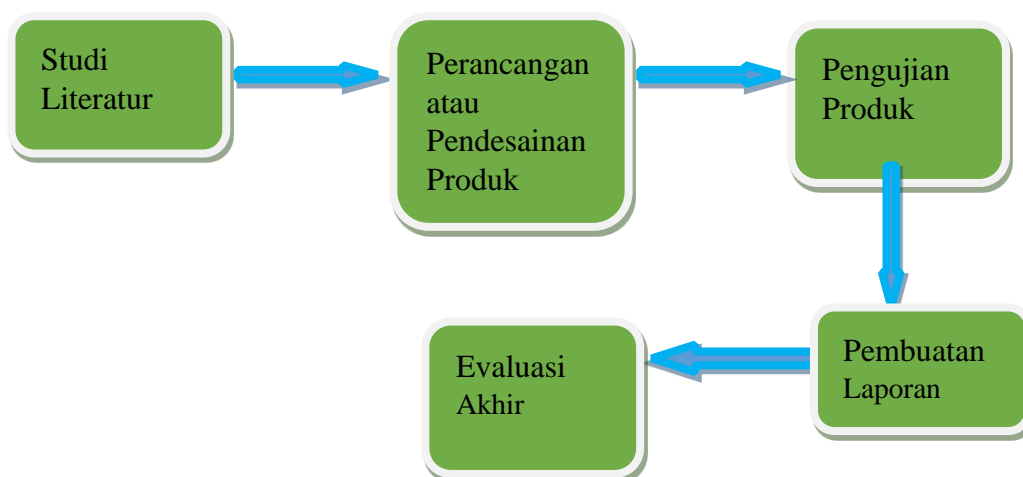 Studi
Literatur
Perancangan
atau
Pendesainan
Produk
Pengujian
Produk
Pembuatan
Laporan
Evaluasi
Akhir